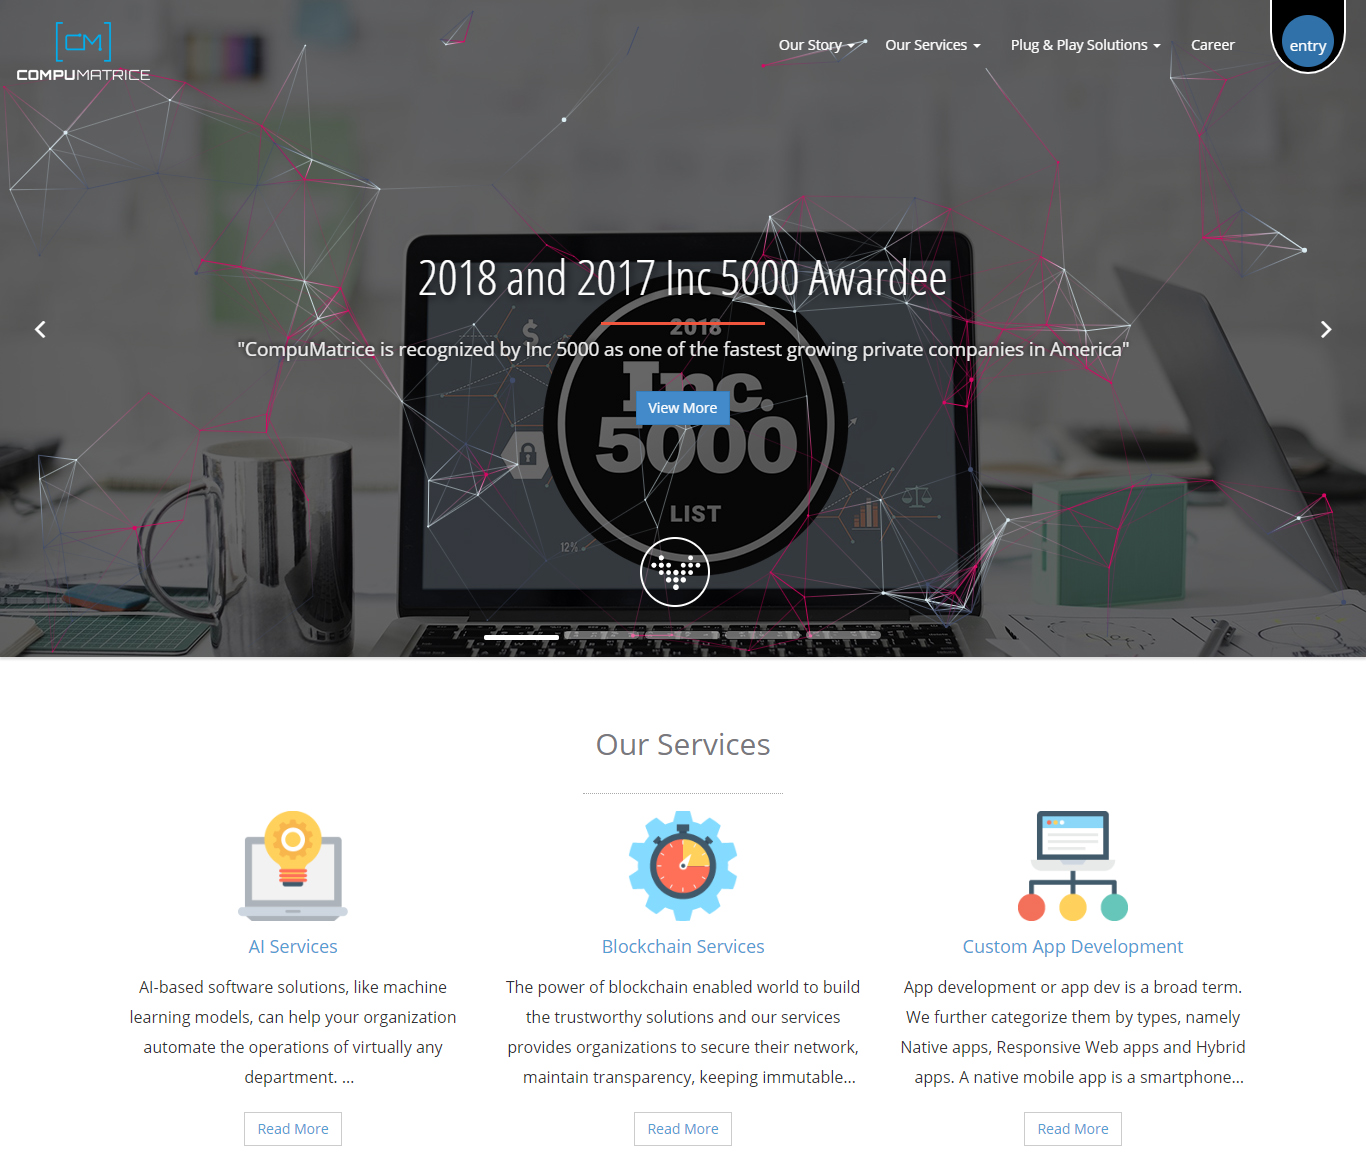 CM
COMPUMATRICE
Our Story
Our Services
Plug & Play Solutions
Career
entry
2018 and 2017 Inc 5000 Awardee
2018
"CompuMatrice is recognized by Inc 5000 as one of the fastest growing private companies in America"
Inc.
View More
5000
LIST
12%
Our Services
AI Services
AI-based software solutions, like machine
learning models, can help your organization
automate the operations of virtually any
department. ...
Read More
Blockchain Services
The power of blockchain enabled world to build
the trustworthy solutions and our services
provides organizations to secure their network,
maintain transparency, keeping immutable...
Read More
Custom App Development
App development or app dev is a broad term.
We further categorize them by types, namely
Native apps, Responsive Web apps and Hybrid
apps. A native mobile app is a smartphone...
Read More